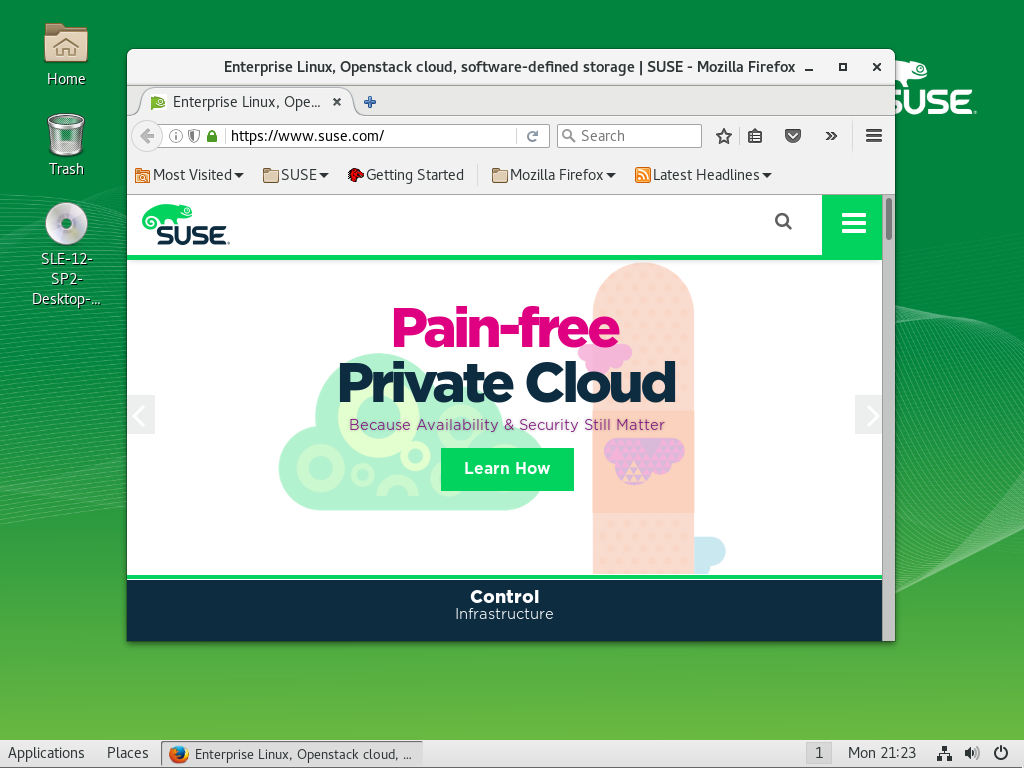 Home
Trash
SLE-12-
SP2-
Desktop-...
SUSE.
Enterprise Linux, Openstack cloud, software-defined storage | SUSE - Mozilla Firefox
Enterprise Linux, Ope...
https://www.suse.com/
Search
Most Visited
SUSE
Getting Started
Mozilla Firefox
Latest Headlines
SUSE.
Pain-free
Private Cloud
Because Availability & Security Still Matter
Learn How
Control
Infrastructure
Applications
Places
Enterprise Linux, Openstack cloud, ...
1
Mon 21:23